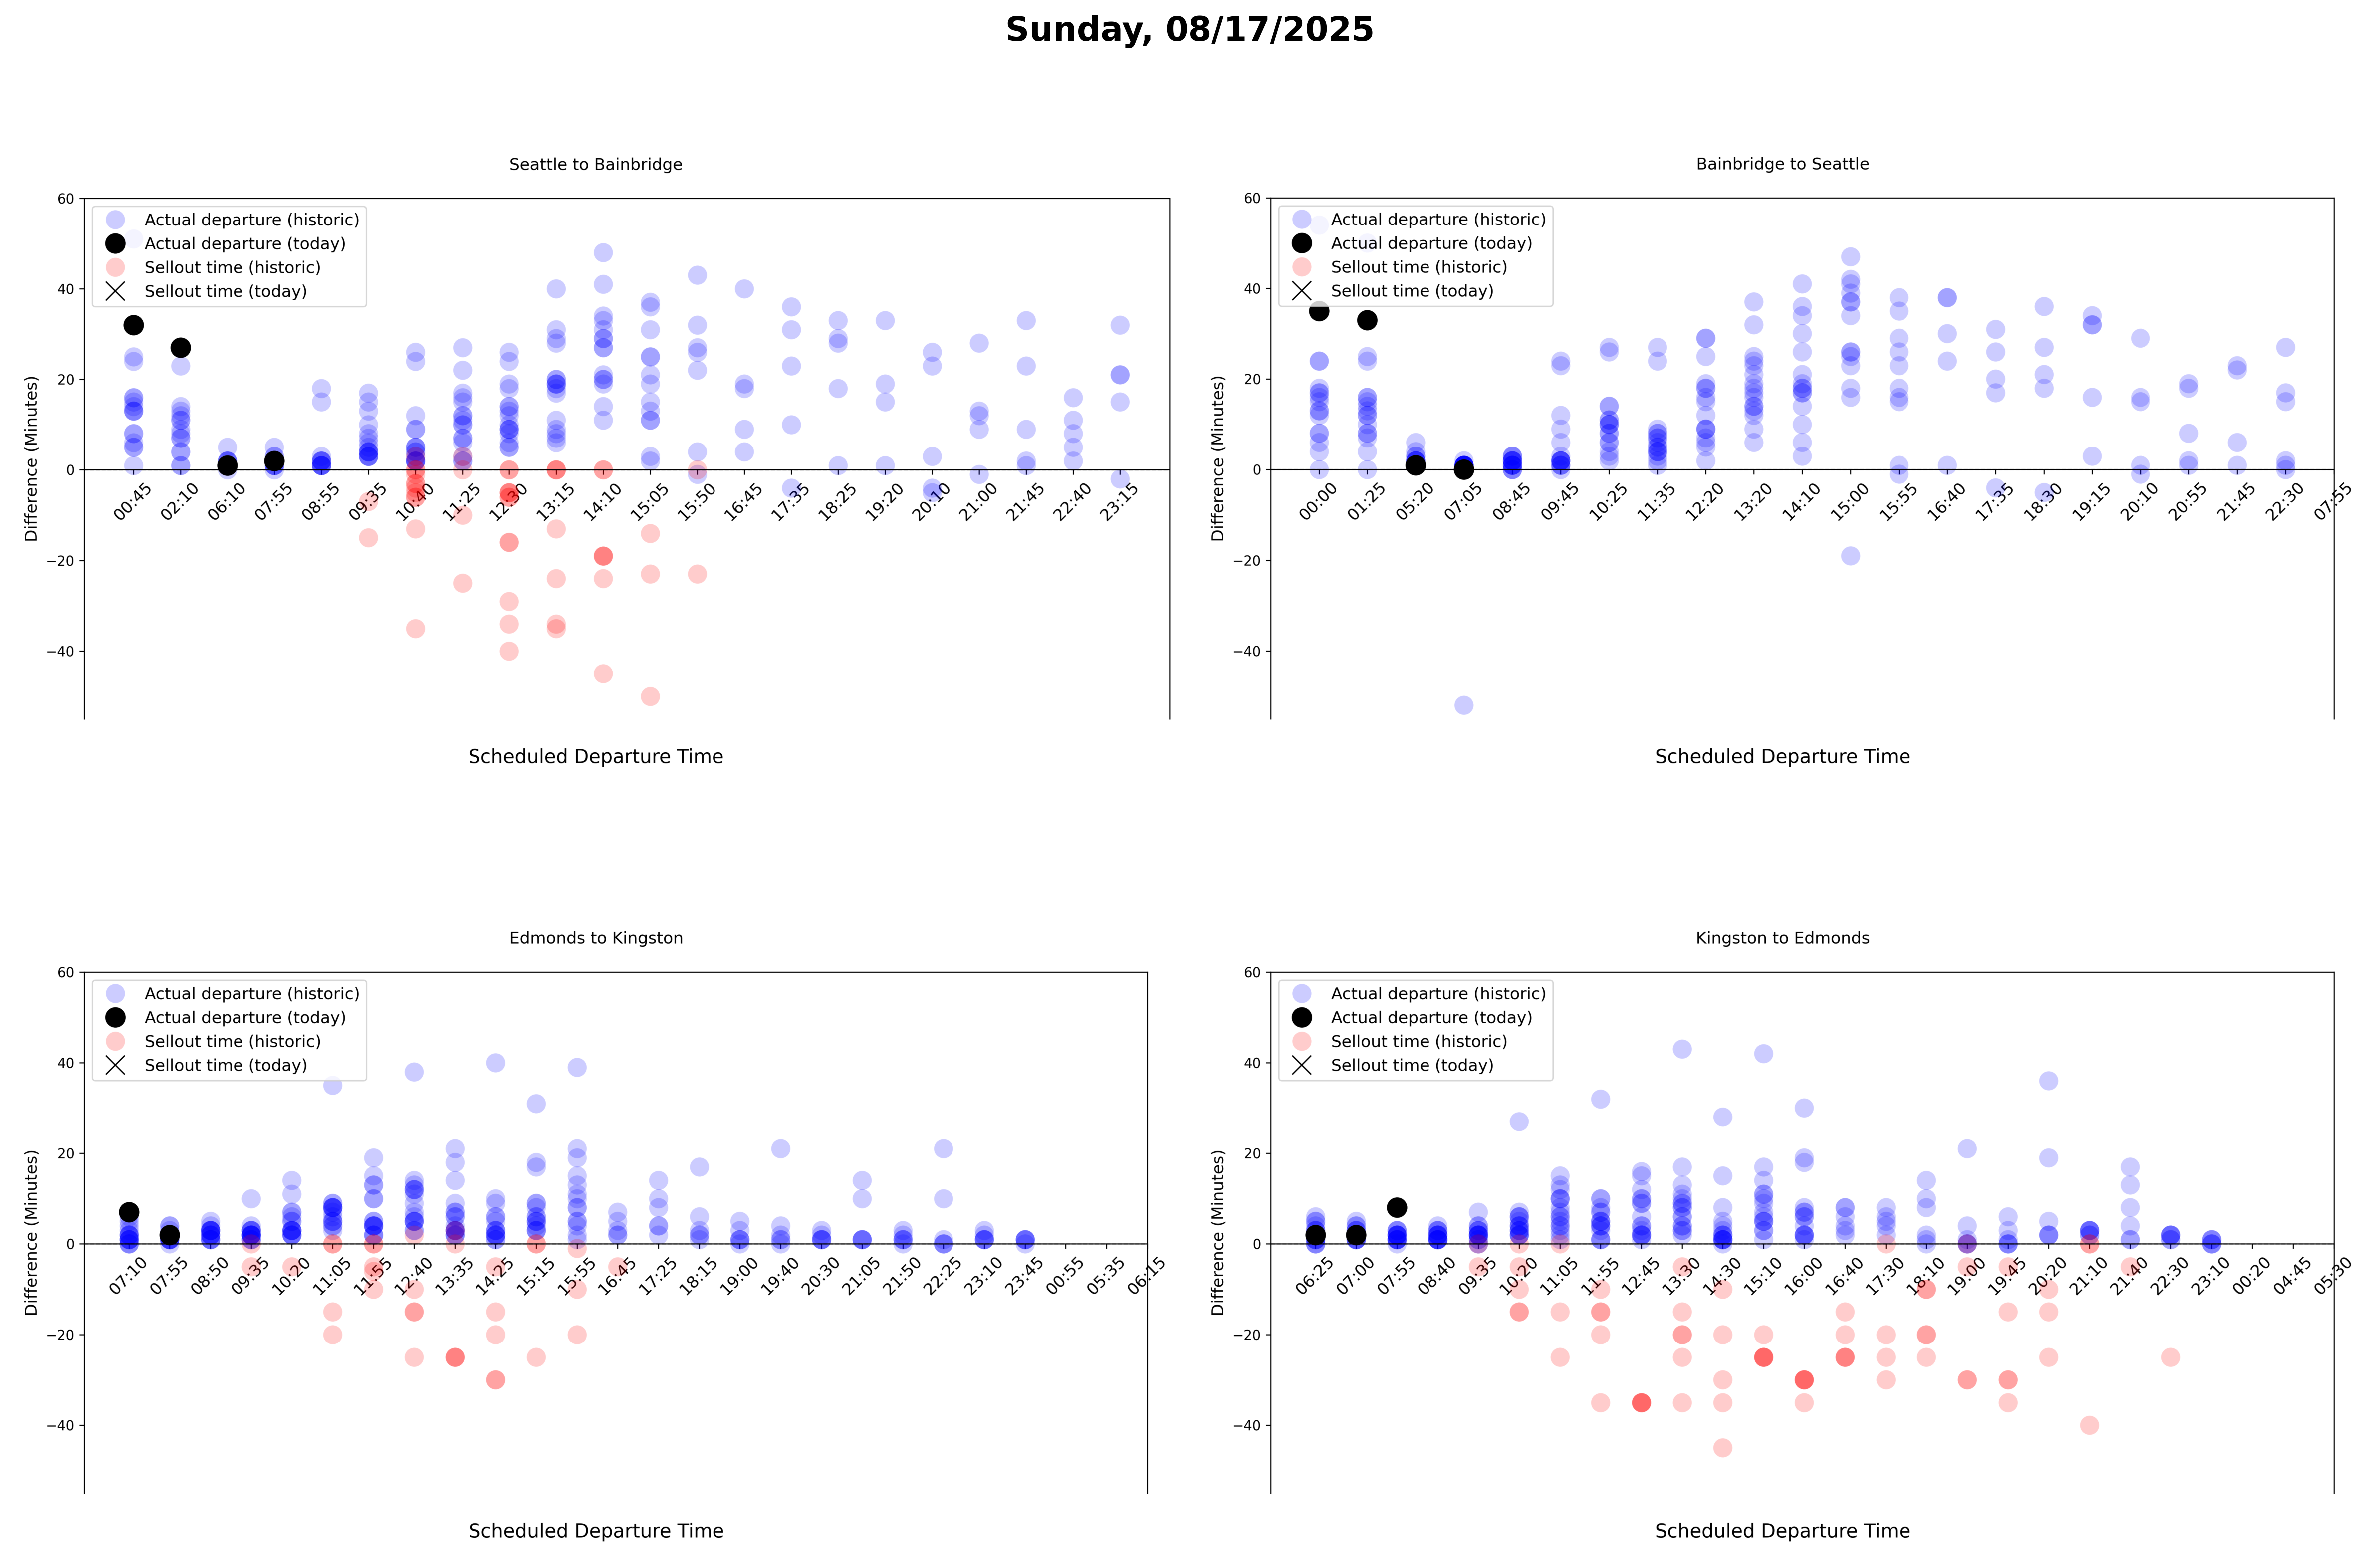 Sunday, 08/17/2025
Seattle to Bainbridge
Difference (Minutes)
60
40
20
0
−20
−40
Actual departure (historic)
Actual departure (today)
Sellout time (historic)
Sellout time (today)
00:45 02:10 06:10 07:55 08:55 09:35 10:40 11:25 12:30 13:15 14:10 15:05 15:50 16:45 17:35 18:25 19:20 20:10 21:00 21:45 22:40 23:15
Scheduled Departure Time
Bainbridge to Seattle
Difference (Minutes)
60
40
20
0
−20
−40
Actual departure (historic)
Actual departure (today)
Sellout time (historic)
Sellout time (today)
00:00 01:25 05:20 07:05 08:45 09:45 10:25 11:35 12:20 13:20 14:10 15:00 15:55 16:40 17:35 18:30 19:15 20:10 20:55 21:45 22:30 07:55
Scheduled Departure Time
Edmonds to Kingston
Difference (Minutes)
60
40
20
0
−20
−40
Actual departure (historic)
Actual departure (today)
Sellout time (historic)
Sellout time (today)
07:10 07:55 08:50 09:35 10:20 11:05 11:55 12:40 13:35 14:25 15:15 15:55 16:45 17:25 18:15 19:00 19:40 20:30 21:05 21:50 22:25 23:10 23:45 00:55 05:35 06:15
Scheduled Departure Time
Kingston to Edmonds
Difference (Minutes)
60
40
20
0
−20
−40
Actual departure (historic)
Actual departure (today)
Sellout time (historic)
Sellout time (today)
06:25 07:00 07:55 08:40 09:35 10:20 11:05 11:55 12:45 13:30 14:30 15:10 16:00 16:40 17:30 18:10 19:00 19:45 20:20 21:10 21:40 22:30 23:10 00:20 04:45 05:30
Scheduled Departure Time